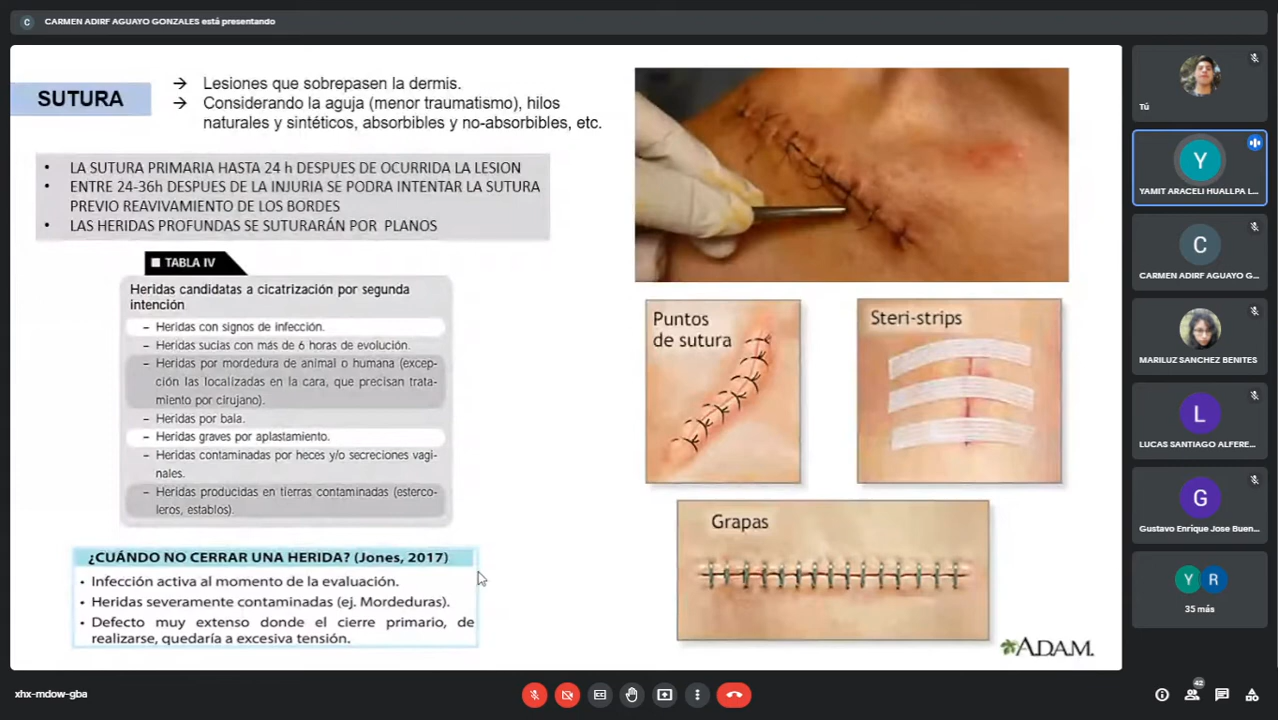 C
CARMEN ADIRF AGUAYO GONZALES está presentando
SUTURA
→ Lesiones que sobrepasen la dermis.
→ Considerando la aguja (menor traumatismo), hilos
naturales y sintéticos, absorbibles y no-absorbibles, etc.
• LA SUTURA PRIMARIA HASTA 24 h DESPUES DE OCURRIDA LA LESION
• ENTRE 24-36h DESPUES DE LA INJURIA SE PODRA INTENTAR LA SUTURA
PREVIO REAVIVAMIENTO DE LOS BORDES
• LAS HERIDAS PROFUNDAS SE SUTURARÁN POR PLANOS
■ TABLA IV
Heridas candidatas a cicatrización por segunda
intención
– Heridas con signos de infección.
– Heridas sucias con más de 6 horas de evolución.
– Heridas por mordedura de animal o humana (excep-
ción las localizadas en la cara, que precisan trata-
miento por cirujano).
– Heridas por bala.
– Heridas graves por aplastamiento.
– Heridas contaminadas por heces y/o secreciones vagi-
nales.
– Heridas producidas en tierras contaminadas (esterco-
leros, establos).
¿CUÁNDO NO CERRAR UNA HERIDA? (Jones, 2017)
• Infección activa al momento de la evaluación.
• Heridas severamente contaminadas (ej. Mordeduras).
• Defecto muy extenso donde el cierre primario, de
realizarse, quedaría a excesiva tensión.
Puntos
de sutura
Steri-strips
Grapas
ADAM.
Tú
Y
YAMIT ARACELI HUALLPA L...
C
CARMEN ADIRF AGUAYO G...
MARILUZ SANCHEZ BENITES
L
LUCAS SANTIAGO ALFERE...
G
Gustavo Enrique Jose Buen...
Y
R
35 más
xhx-mdow-gba
42